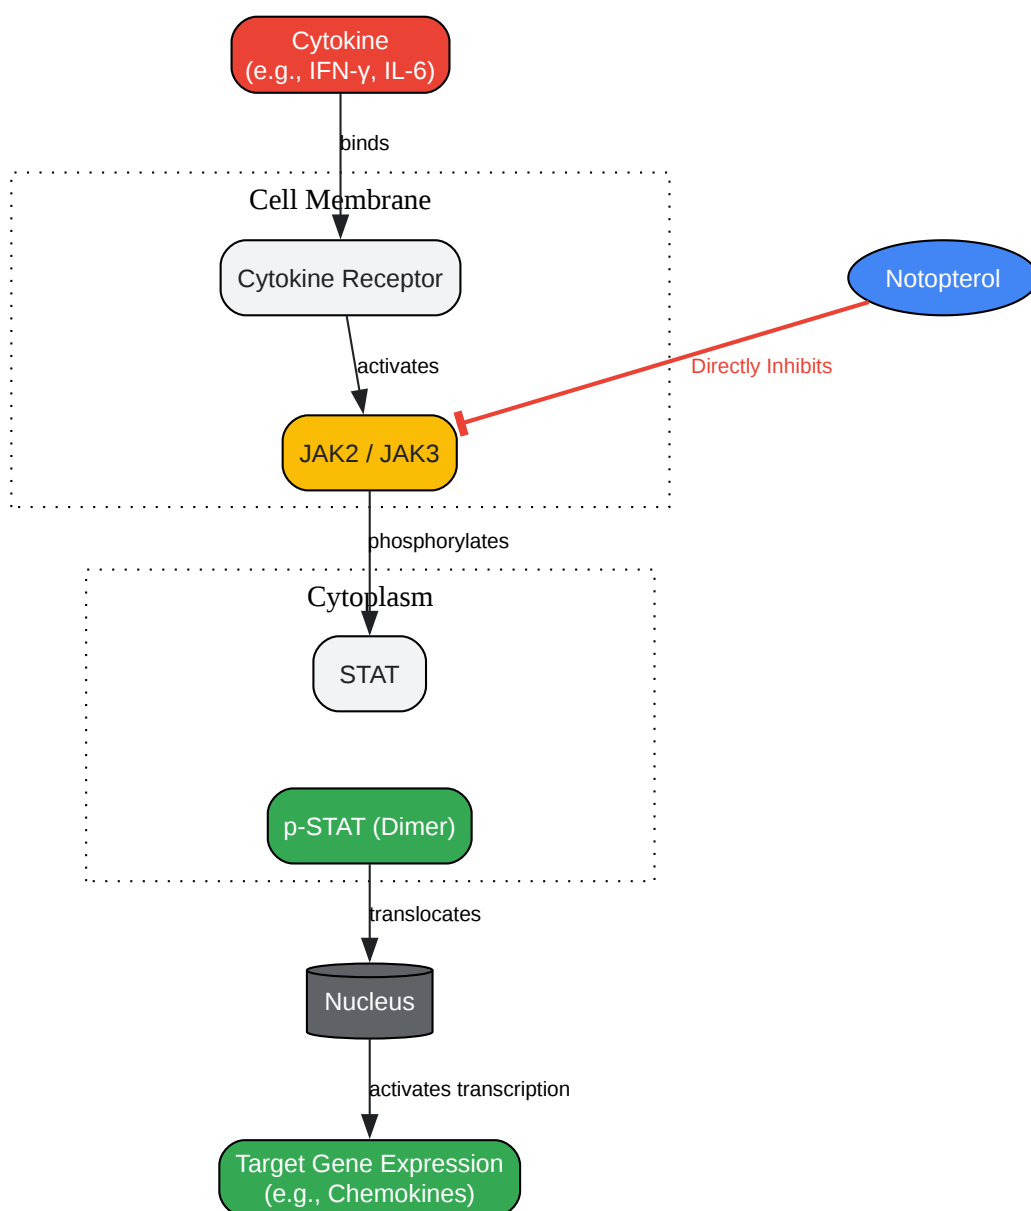 Cytokine
(e.g., IFN-γ, IL-6)
binds
Cell Membrane
Cytokine Receptor
Notopterol
activates
Directly Inhibits
JAK2 / JAK3
phosphorylates
Cytoplasm
STAT
p-STAT (Dimer)
translocates
Nucleus
activates transcription
Target Gene Expression
(e.g., Chemokines)